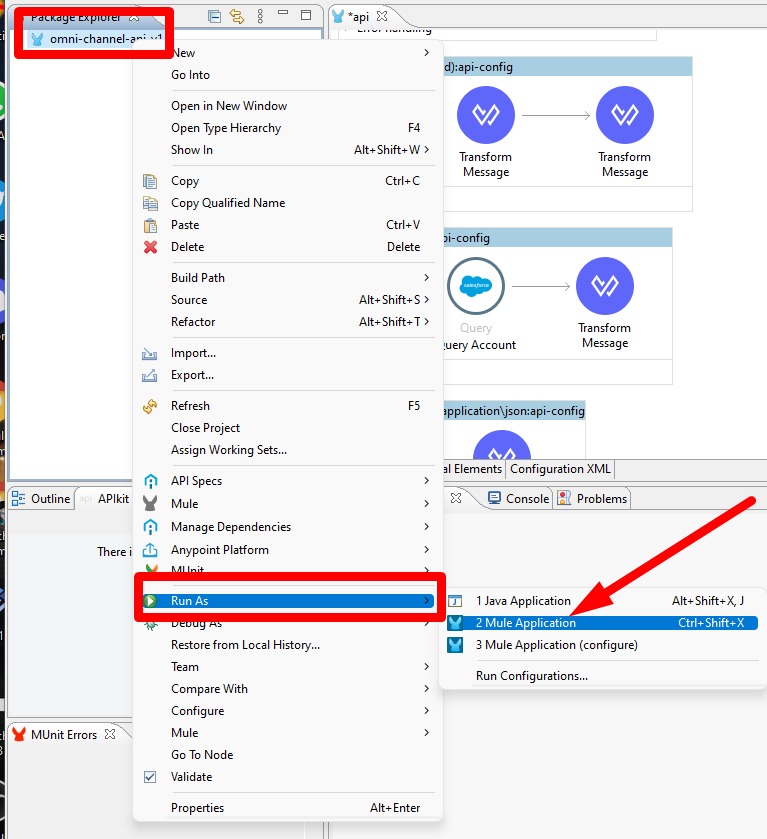 Package Explorer
omni-channel-api-v1
*api
Error handling
New
Go Into
Open in New Window
Open Type Hierarchy F4
Show In Alt+Shift+W
Copy Ctrl+C
Copy Qualified Name
Paste Ctrl+V
Delete Delete
Build Path
Source Alt+Shift+S
Refactor Alt+Shift+T
Import...
Export...
Refresh F5
Close Project
Assign Working Sets...
API Specs
Mule
Manage Dependencies
Anypoint Platform
MUnit
Run As
Debug As
Restore from Local History...
Team
Compare With
Configure
Mule
Go To Node
Validate
Properties Alt+Enter
d):api-config
Transform
Message
Transform
Message
pi-config
salesforce
Query
Query Account
Transform
Message
application\json:api-config
al Elements
Configuration XML
Outline
APIkit
Console
Problems
There i
1 Java Application Alt+Shift+X, J
2 Mule Application Ctrl+Shift+X
3 Mule Application (configure)
Run Configurations...
MUnit Errors